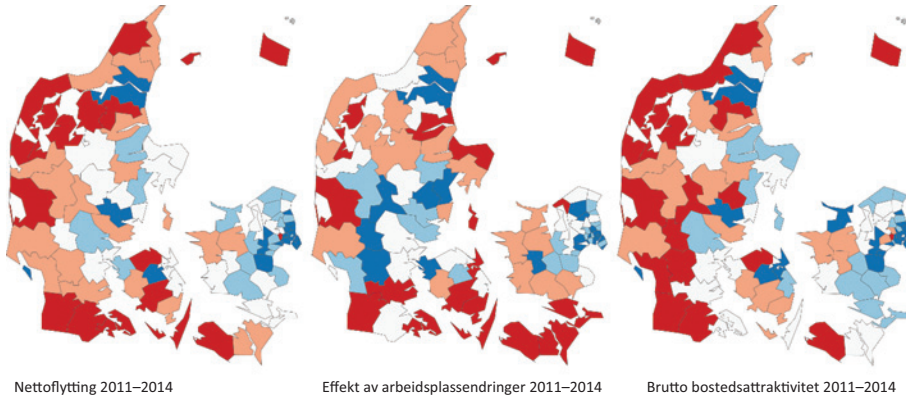 Nettoflytting 2011–2014
Effekt av arbeidsplassendringer 2011–2014
Brutto bostedsattraktivitet 2011–2014